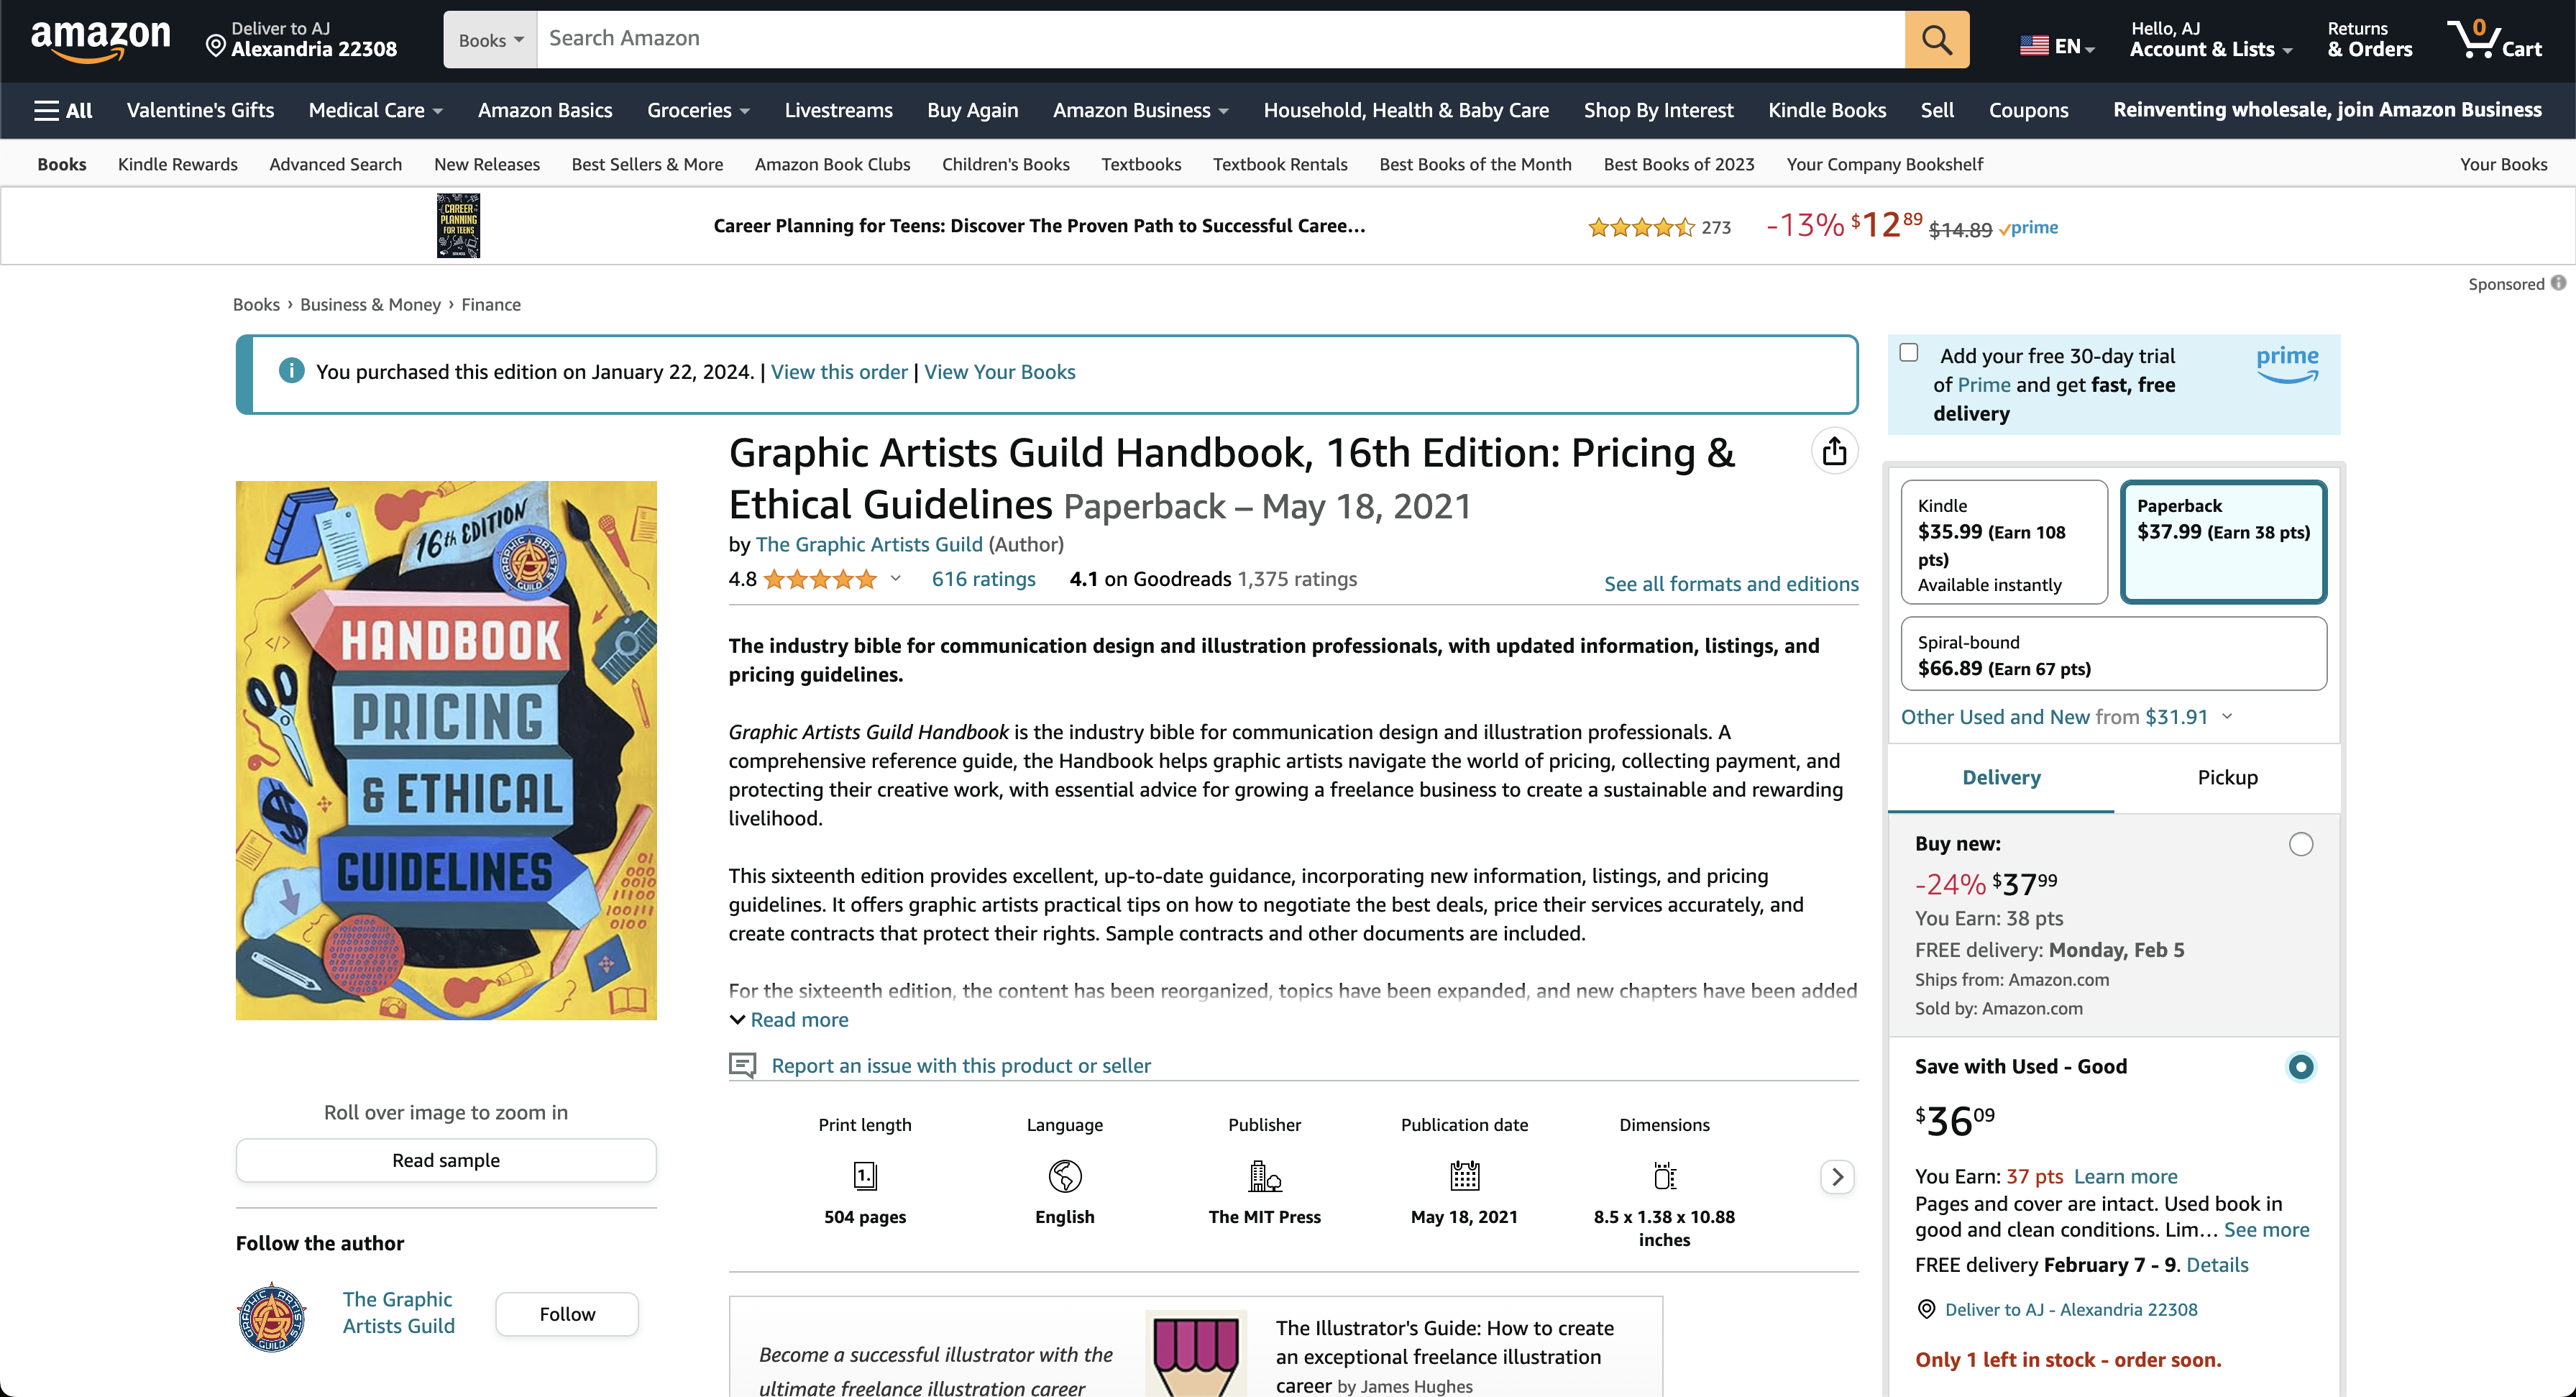 amazon
Deliver to AJ
Alexandria 22308
Books
Search Amazon
EN
Hello, AJ
Account & Lists
Returns
& Orders
0
Cart
All
Valentine's Gifts
Medical Care
Amazon Basics
Groceries
Livestreams
Buy Again
Amazon Business
Household, Health & Baby Care
Shop By Interest
Kindle Books
Sell
Coupons
Reinventing wholesale, join Amazon Business
Books
Kindle Rewards
Advanced Search
New Releases
Best Sellers & More
Amazon Book Clubs
Children's Books
Textbooks
Textbook Rentals
Best Books of the Month
Best Books of 2023
Your Company Bookshelf
Your Books
CAREER
PLANNING
FOR TEENS
Career Planning for Teens: Discover The Proven Path to Successful Caree...
273
-13% $12 89 $14.89 prime
Sponsored
Books › Business & Money › Finance
You purchased this edition on January 22, 2024. | View this order | View Your Books
16th EDITION
GRAPHIC ARTISTS
GUILD
HANDBOOK
PRICING
& ETHICAL
GUIDELINES
</>
$
01
0010
0010
100111
0100
Roll over image to zoom in
Read sample
Follow the author
GRAPHIC ARTISTS
GUILD
The Graphic
Artists Guild
Follow
Graphic Artists Guild Handbook, 16th Edition: Pricing &
Ethical Guidelines Paperback – May 18, 2021
by The Graphic Artists Guild (Author)
4.8
616 ratings
4.1 on Goodreads 1,375 ratings
See all formats and editions
The industry bible for communication design and illustration professionals, with updated information, listings, and
pricing guidelines.
Graphic Artists Guild Handbook is the industry bible for communication design and illustration professionals. A
comprehensive reference guide, the Handbook helps graphic artists navigate the world of pricing, collecting payment, and
protecting their creative work, with essential advice for growing a freelance business to create a sustainable and rewarding
livelihood.
This sixteenth edition provides excellent, up-to-date guidance, incorporating new information, listings, and pricing
guidelines. It offers graphic artists practical tips on how to negotiate the best deals, price their services accurately, and
create contracts that protect their rights. Sample contracts and other documents are included.
For the sixteenth edition, the content has been reorganized, topics have been expanded, and new chapters have been added
Read more
Report an issue with this product or seller
Print length
1.
504 pages
Language
English
Publisher
The MIT Press
Publication date
May 18, 2021
Dimensions
8.5 x 1.38 x 10.88
inches
Become a successful illustrator with the
ultimate freelance illustration career
The Illustrator's Guide: How to create
an exceptional freelance illustration
career by James Hughes
Add your free 30-day trial
of Prime and get fast, free
delivery
prime
Kindle
$35.99 (Earn 108
pts)
Available instantly
Paperback
$37.99 (Earn 38 pts)
Spiral-bound
$66.89 (Earn 67 pts)
Other Used and New from $31.91
Delivery
Pickup
Buy new:
-24% $37 99
You Earn: 38 pts
FREE delivery: Monday, Feb 5
Ships from: Amazon.com
Sold by: Amazon.com
Save with Used - Good
$36 09
You Earn: 37 pts Learn more
Pages and cover are intact. Used book in
good and clean conditions. Lim... See more
FREE delivery February 7 - 9. Details
Deliver to AJ - Alexandria 22308
Only 1 left in stock - order soon.